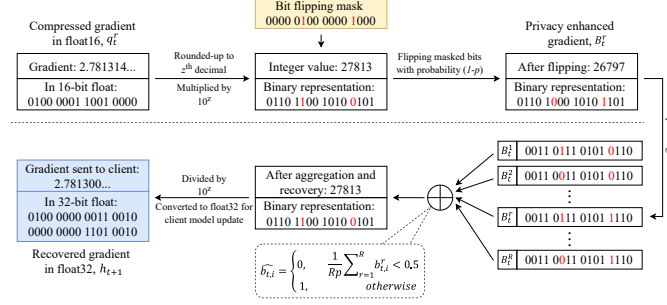 Bit flipping mask
0000 0100 0000 1000
Compressed gradient
in float16, q_t^r
Gradient: 2.781314...
In 16-bit float:
0100 0001 1001 0000
Rounded-up to
z^th decimal
Multiplied by
10^z
Integer value: 27813
Binary representation:
0110 1100 1010 0101
Flipping masked bits
with probability (1-p)
Privacy enhanced
gradient, B_t^r
After flipping: 26797
Binary representation:
0110 1000 1010 1101
B_t^1 0011 0111 0101 0110
B_t^2 0011 0011 0101 0110
⋮ ⋮
B_t^r 0011 0111 0101 1110
⋮ ⋮
B_t^R 0011 0011 0101 1110
After aggregation and
recovery: 27813
Binary representation:
0110 1100 1010 0101
Divided by
10^z
Converted to float32 for
client model update
Gradient sent to client:
2.781300...
In 32-bit float:
0100 0000 0011 0010
0000 0000 1101 0010
Recovered gradient
in float32, h_{t+1}
\widehat{b_{t,i}} = { 0, 1/Rp ∑_{r=1}^R b_{t,i}^r < 0.5
1, otherwise